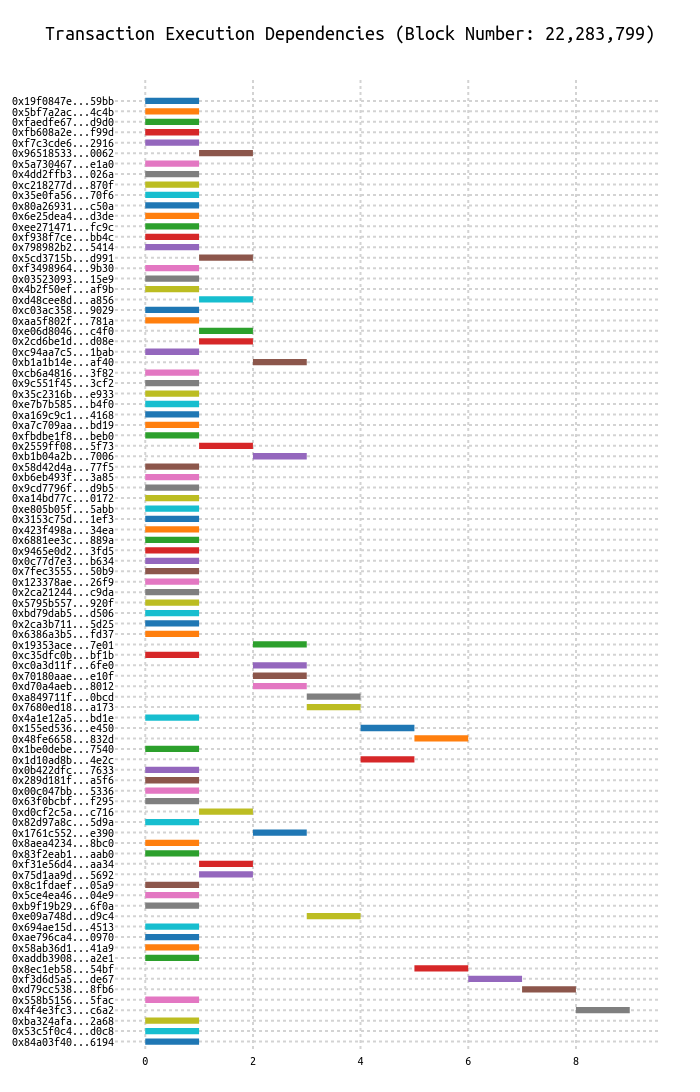 Transaction Execution Dependencies (Block Number: 22,283,799)
0x19f0847e...59bb
0x5bf7a2ac...4c4b
0xfaedfe67...d9d0
0xfb608a2e...f99d
0xf7c3cde6...2916
0x96518533...0062
0x5a730467...e1a0
0x4dd2ffb3...026a
0xc218277d...870f
0x35e0fa56...70f6
0x80a26931...c50a
0x6e25dea4...d3de
0xee271471...fc9c
0xf938f7ce...bb4c
0x798982b2...5414
0x5cd3715b...d991
0xf3498964...9b30
0x03523093...15e9
0x4b2f50ef...af9b
0xd48cee8d...a856
0xc03ac358...9029
0xaa5f802f...781a
0xe06d8046...c4f0
0x2cd6be1d...d08e
0xc94aa7c5...1bab
0xb1a1b14e...af40
0xcb6a4816...3f82
0x9c551f45...3cf2
0x35c2316b...e933
0xe7b7b585...b4f0
0xa169c9c1...4168
0xa7c709aa...bd19
0xfbdbe1f8...beb0
0x2559ff08...5f73
0xb1b04a2b...7006
0x58d42d4a...77f5
0xb6eb493f...3a85
0x9cd7796f...d9b5
0xa14bd77c...0172
0xe805b05f...5abb
0x3153c75d...1ef3
0x423f498a...34ea
0x6881ee3c...889a
0x9465e0d2...3fd5
0x0c77d7e3...b634
0x7fec3555...50b9
0x123378ae...26f9
0x2ca21244...c9da
0x5795b557...920f
0xbd79dab5...d506
0x2ca3b711...5d25
0x6386a3b5...fd37
0x19353ace...7e01
0xc35dfc0b...bf1b
0xc0a3d11f...6fe0
0x70180aae...e10f
0xd70a4aeb...8012
0xa849711f...0bcd
0x7680ed18...a173
0x4a1e12a5...bd1e
0x155ed536...e450
0x48fe6658...832d
0x1be0debe...7540
0x1d10ad8b...4e2c
0x0b422dfc...7633
0x289d181f...a5f6
0x00c047bb...5336
0x63f0bcbf...f295
0xd0cf2c5a...c716
0x82d97a8c...5d9a
0x1761c552...e390
0x8aea4234...8bc0
0x83f2eab1...aab0
0xf31e56d4...aa34
0x75d1aa9d...5692
0x8c1fdaef...05a9
0x5ce4ea46...04e9
0xb9f19b29...6f0a
0xe09a748d...d9c4
0x694ae15d...4513
0xae796ca4...0970
0x58ab36d1...41a9
0xaddb3908...a2e1
0x8ec1eb58...54bf
0xf3d6d5a5...de67
0xd79cc538...8fb6
0x558b5156...5fac
0x4f4e3fc3...c6a2
0xba324afa...2a68
0x53c5f0c4...d0c8
0x84a03f40...6194
0 2 4 6 8